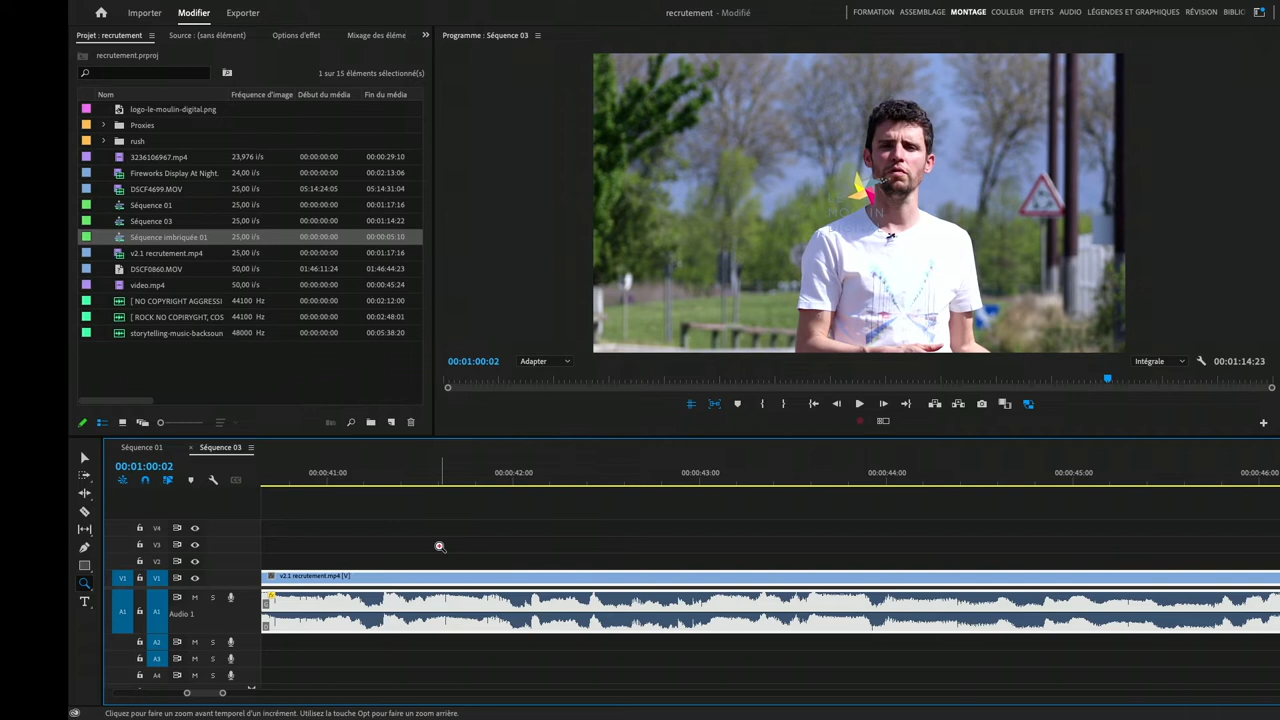 Importer Modifier Exporter recrutement - Modifié FORMATION ASSEMBLAGE MONTAGE COULEUR EFFETS AUDIO LÉGENDES ET GRAPHIQUES RÉVISION BIBLIO
Projet : recrutement Source : (sans élément) Options d'effet Mixage des éléme Programme : Séquence 03
recrutement.prproj
1 sur 15 élément sélectionné(s)
Nom Fréquence d'image Début du média Fin du média
logo-le-moulin-digital.png
Proxies
rush
3236106967.mp4 23,976 i/s 00:00:00:00 00:00:29:10
Fireworks Display At Night. 24,00 i/s 00:00:00:00 00:02:13:06
DSCF4699.MOV 25,00 i/s 05:14:24:05 05:14:31:04
Séquence 01 25,00 i/s 00:00:00:00 00:01:17:16
Séquence 03 25,00 i/s 00:00:00:00 00:01:14:22
Séquence imbriquée 01 25,00 i/s 00:00:00:00 00:00:05:10
v2.1 recrutement.mp4 25,00 i/s 00:00:00:00 00:01:17:16
DSCF0860.MOV 50,00 i/s 01:46:11:24 01:46:44:23
video.mp4 50,00 i/s 00:00:00:00 00:00:45:24
[ NO COPYRIGHT AGGRESSI 44100 Hz 00:00:00:00 00:02:12:00
[ ROCK NO COPIRYGHT, COS 44100 Hz 00:00:00:00 00:02:48:01
storytelling-music-backsoun 48000 Hz 00:00:00:00 00:05:38:20
LE
MOULIN
DIGITAL
00:01:00:02 Adapter Intégrale 00:01:14:23
Séquence 01 × Séquence 03
00:01:00:02
00:00:41:00 00:00:42:00 00:00:43:00 00:00:44:00 00:00:45:00 00:00:46:00
V4
V3
V2
V1 V1 v2.1 recrutement.mp4 [V]
M S
A1 A1 Audio 1
A2 M S
A3 M S
A4 M S
Cliquez pour faire un zoom avant temporel d'un incrément. Utilisez la touche Opt pour faire un zoom arrière.